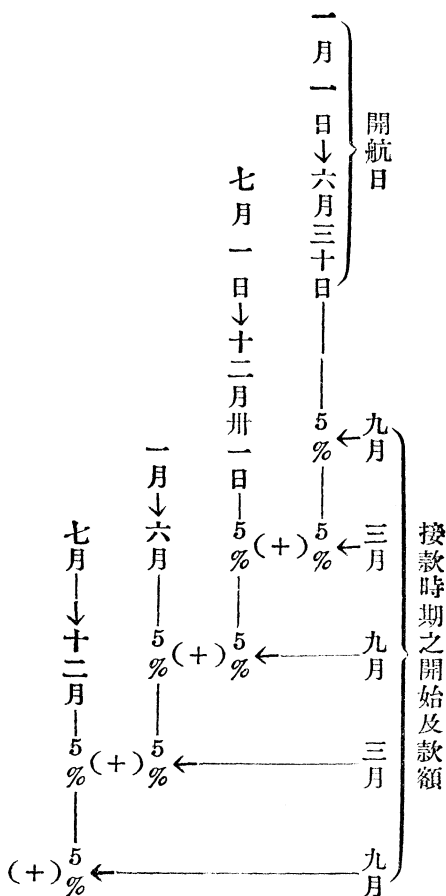 開航日
一月一日→六月三十日
七月一日→十二月卅一日
一月→六月
七月→十二月
接款時期之開始及款額
5% ← 九月
5% (+) 5% ← 三月
5% (+) 5% ← 九月
5% (+) 5% ← 三月
(+) 5% ← 九月